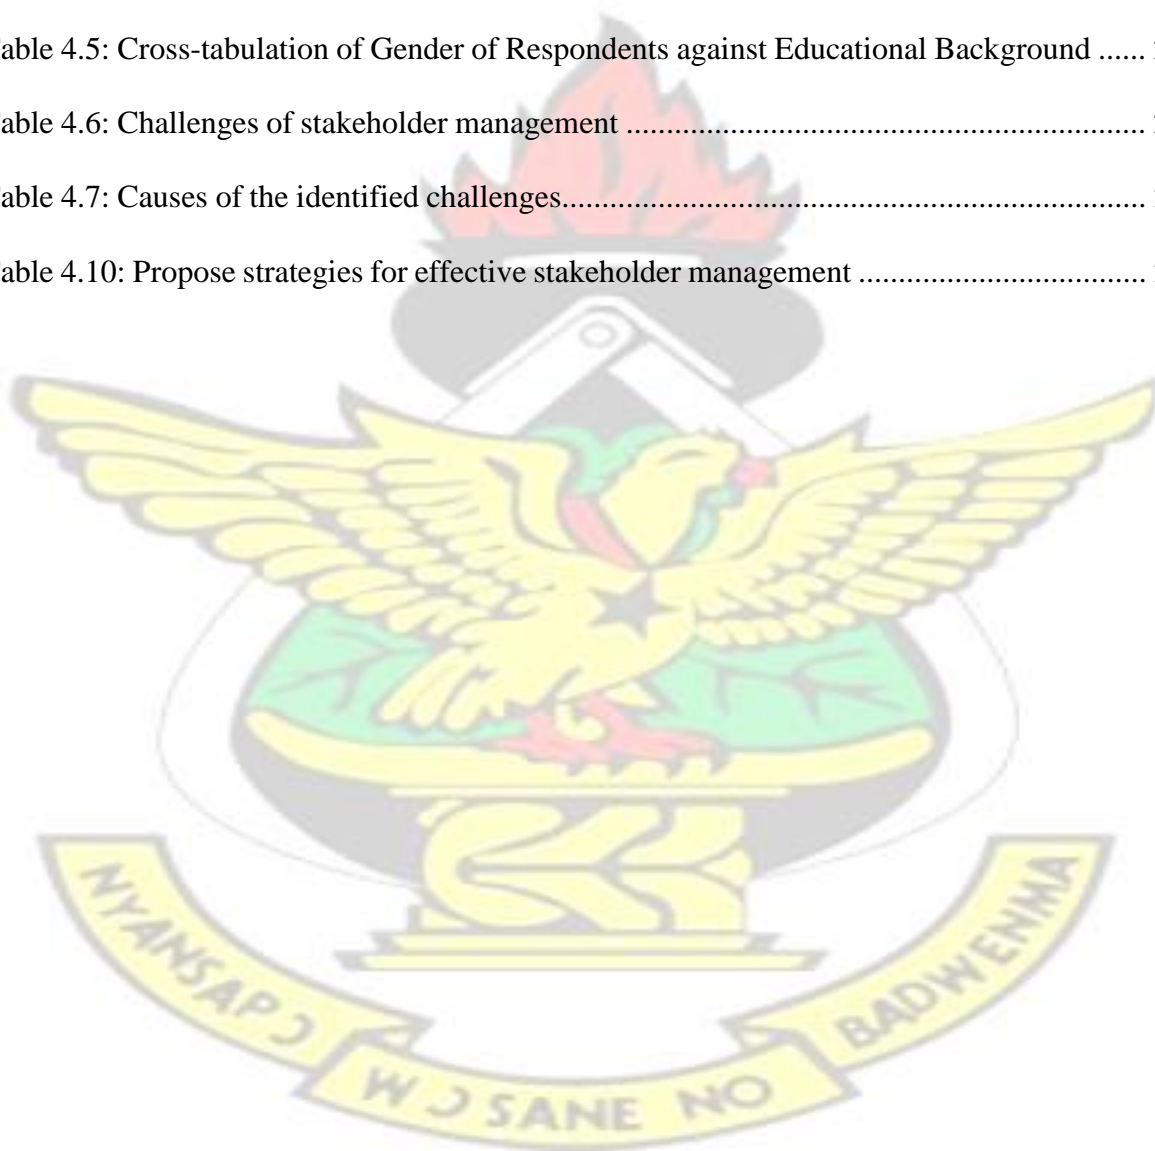 able 4.5: Cross-tabulation of Gender of Respondents against Educational Background ......
able 4.6: Challenges of stakeholder management ................................................................
able 4.7: Causes of the identified challenges.........................................................................
able 4.10: Propose strategies for effective stakeholder management ....................................
NYANSAPƆ
WƆSANE NO
BADWENMA